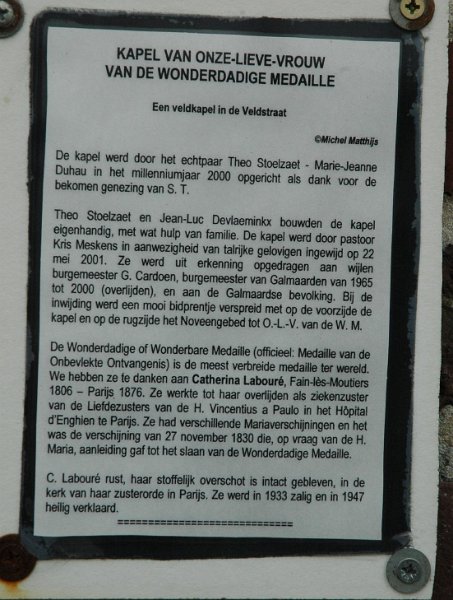 KAPEL VAN ONZE-LIEVE-VROUW
VAN DE WONDERDADIGE MEDAILLE
Een veldkapel in de Veldstraat
©Michel Matthijs
De kapel werd door het echtpaar Theo Stoelzaet - Marie-Jeanne
Duhau in het millenniumjaar 2000 opgericht als dank voor de
bekomen genezing van S. T.
Theo Stoelzaet en Jean-Luc Devlaeminkx bouwden de kapel
eigenhandig, met wat hulp van familie. De kapel werd door pastoor
Kris Meskens in aanwezigheid van talrijke gelovigen ingewijd op 22
mei 2001. Ze werd uit erkenning opgedragen aan wijlen
burgemeester G. Cardoen, burgemeester van Galmaarden van 1965
tot 2000 (overlijden), en aan de Galmaardse bevolking. Bij de
inwijding werd een mooi bidprentje verspreid met op de voorzijde de
kapel en op de rugzijde het Noveengebed tot O.-L.-V. van de W. M.
De Wonderdadige of Wonderbare Medaille (officieel: Medaille van de
Onbevlekte Ontvangenis) is de meest verbreide medaille ter wereld.
We hebben ze te danken aan Catherina Labouré, Fain-lès-Moutiers
1806 – Parijs 1876. Ze werkte tot haar overlijden als ziekenzuster
van de Liefdezusters van de H. Vincentius a Paulo in het Hôpital
d'Enghien te Parijs. Ze had verschillende Mariaverschijningen en het
was de verschijning van 27 november 1830 die, op vraag van de H.
Maria, aanleiding gaf tot het slaan van de Wonderdadige Medaille.
C. Labouré rust, haar stoffelijk overschot is intact gebleven, in de
kerk van haar zusterorde in Parijs. Ze werd in 1933 zalig en in 1947
heilig verklaard.
=============================